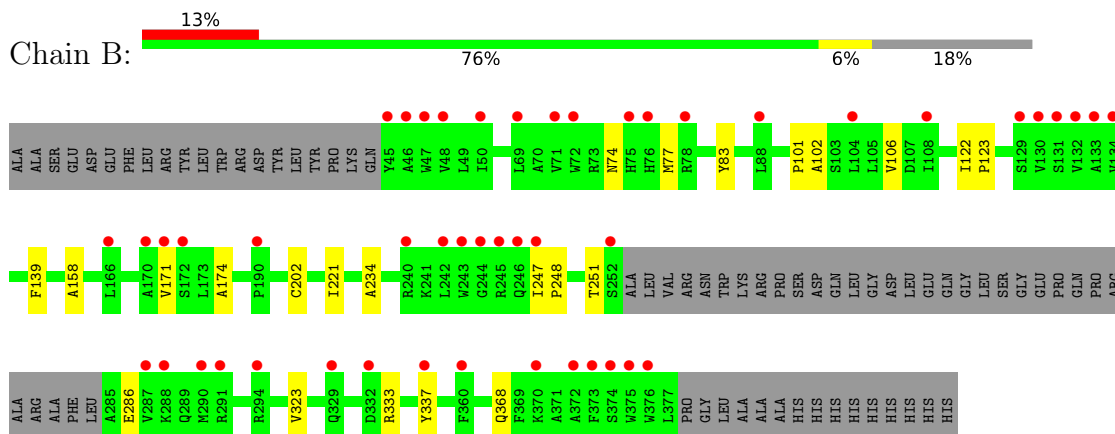 Chain B:
13%
76%
6%
18%
ALA ALA SER GLU ASP GLU PHE LEU ARG TYR LEU TRP ARG ASP TYR LEU TYR PRO LYS GLN Y45 A46 W47 V48 L49 I50 L69 A70 V71 W72 R73 N74 H75 H76 M77 R78 Y83 L88 P101 A102 S103 L104 L105 V106 D107 I108 I122 P123 S129 V130 S131 V132 A133 V134
F139 A158 L166 A170 V171 S172 L173 A174 P190 C202 I221 A234 R240 K241 L242 W243 G244 R245 Q246 I247 P248 T251 S252 ALA LEU VAL ARG ASN TRP LYS ARG PRO SER ASP GLN LEU GLY ASP LEU GLU GLN GLY LEU SER GLY GLU PRO GLN PRO ARG
ALA ARG ALA PHE LEU A285 E286 V287 K288 Q289 M290 R291 R294 V323 Q329 D332 R333 Y337 F360 Q368 F369 K370 A371 A372 F373 S374 W375 W376 L377 PRO GLY LEU ALA ALA ALA ALA HIS HIS HIS HIS HIS HIS HIS HIS HIS HIS